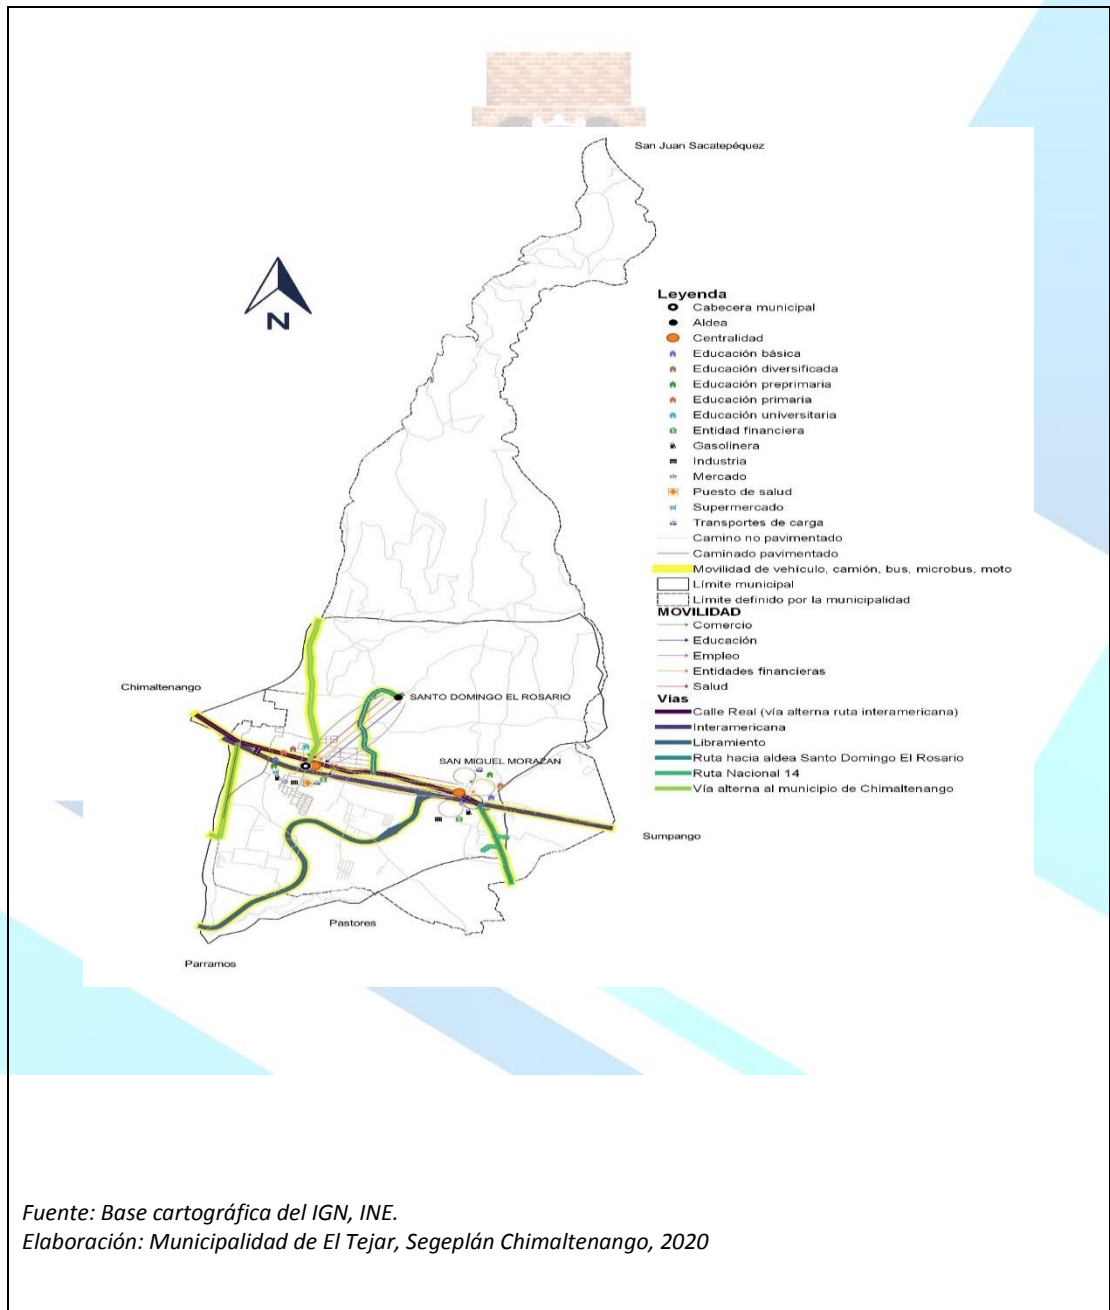 San Juan Sacatepéquez
N
Leyenda
Cabecera municipal
Aldea
Centralidad
Educación básica
Educación diversificada
Educación preprimaria
Educación primaria
Educación universitaria
Entidad financiera
Gasolinera
Industria
Mercado
Puesto de salud
Supermercado
Transportes de carga
Camino no pavimentado
Caminado pavimentado
Movilidad de vehículo, camión, bus, microbus, moto
Límite municipal
Límite definido por la municipalidad
MOVILIDAD
Comercio
Educación
Empleo
Entidades financieras
Salud
Vías
Calle Real (vía alterna ruta interamericana)
Interamericana
Libramiento
Ruta hacia aldea Santo Domingo El Rosario
Ruta Nacional 14
Vía alterna al municipio de Chimaltenango
Chimaltenango
SANTO DOMINGO EL ROSARIO
SAN MIGUEL MORAZAN
Sumpango
Pastores
Parramos
Fuente: Base cartográfica del IGN, INE.
Elaboración: Municipalidad de El Tejar, Segeplán Chimaltenango, 2020